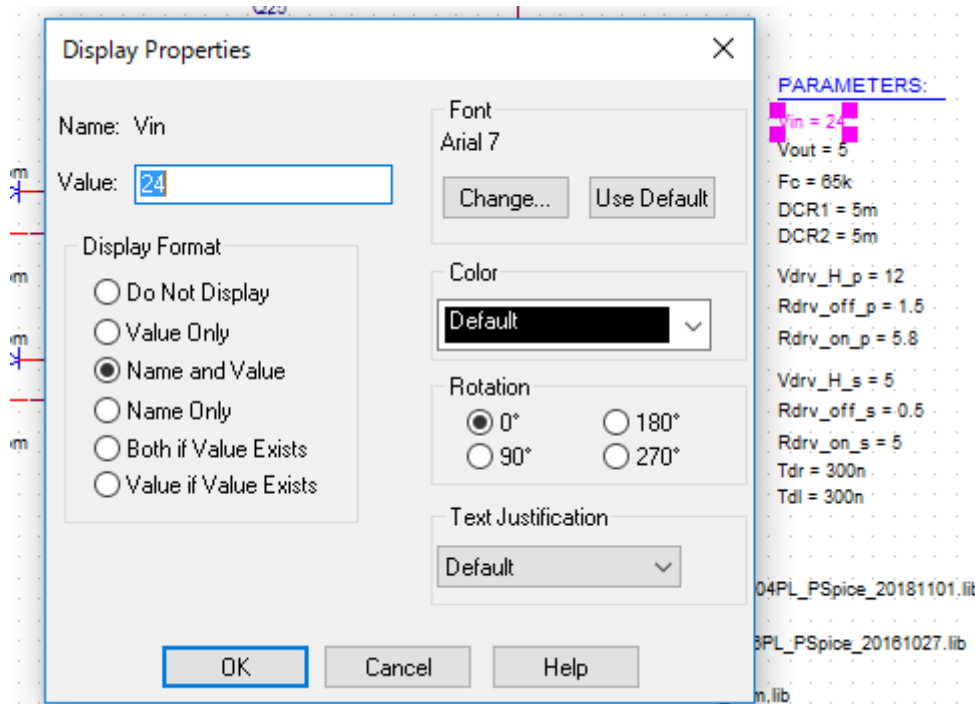 Display Properties
Name: Vin
Value: 24
Display Format
Do Not Display
Value Only
Name and Value
Name Only
Both if Value Exists
Value if Value Exists
Font
Arial 7
Change...
Use Default
Color
Default
Rotation
0°
180°
90°
270°
Text Justification
Default
OK
Cancel
Help
PARAMETERS:
Vin = 24
Vout = 5
Fc = 65k
DCR1 = 5m
DCR2 = 5m
Vdrv_H_p = 12
Rdrv_off_p = 1.5
Rdrv_on_p = 5.8
Vdrv_H_s = 5
Rdrv_off_s = 0.5
Rdrv_on_s = 5
Tdr = 300n
Tdl = 300n
04PL_PSpice_20181101.lib
PL_PSpice_20161027.lib
m.lib